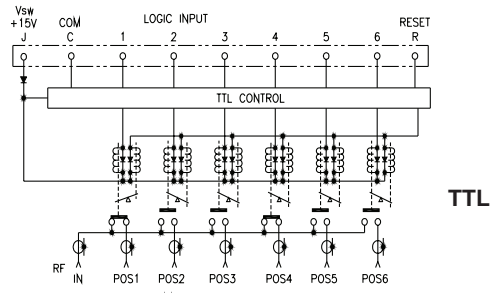 Vsw
+15V
COM
LOGIC INPUT
RESET
J C 1 2 3 4 5 6 R
TTL CONTROL
TTL
RF
IN POS1 POS2 POS3 POS4 POS5 POS6